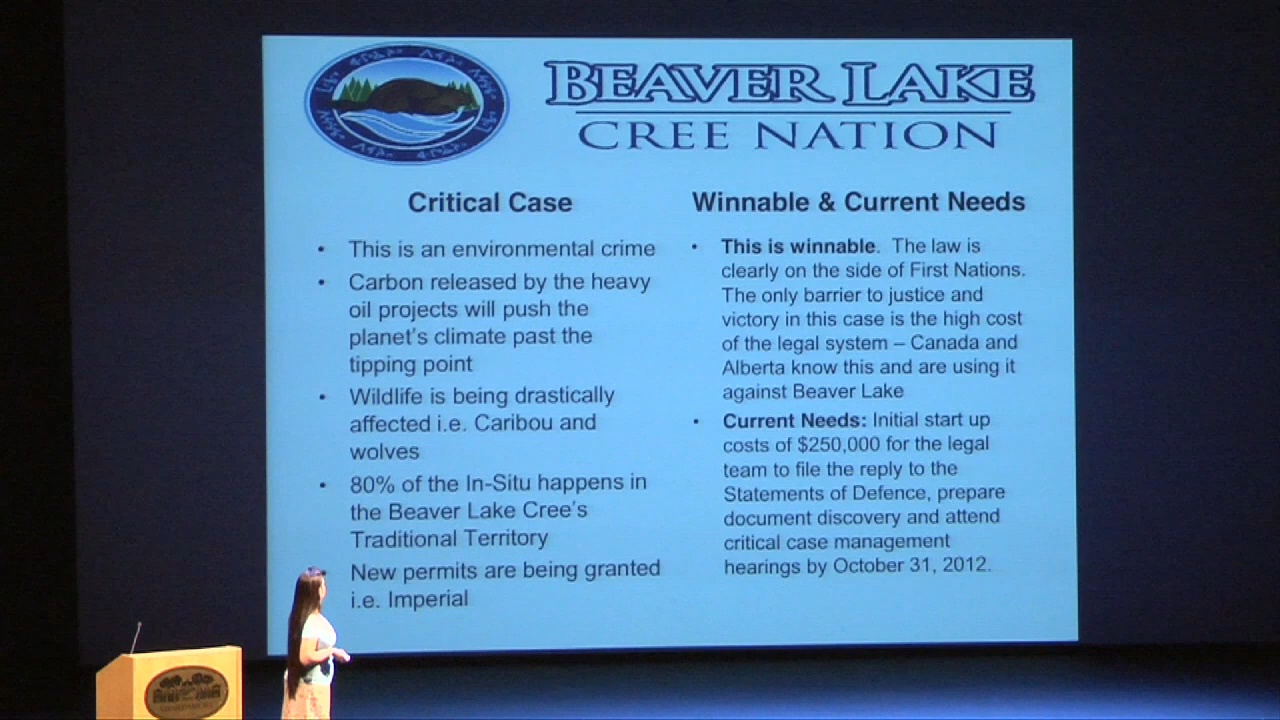 BEAVER LAKE
CREE NATION
Critical Case
• This is an environmental crime
• Carbon released by the heavy
oil projects will push the
planet's climate past the
tipping point
• Wildlife is being drastically
affected i.e. Caribou and
wolves
• 80% of the In-Situ happens in
the Beaver Lake Cree's
Traditional Territory
New permits are being granted
i.e. Imperial
Winnable & Current Needs
• This is winnable.  The law is
clearly on the side of First Nations.
The only barrier to justice and
victory in this case is the high cost
of the legal system – Canada and
Alberta know this and are using it
against Beaver Lake
• Current Needs: Initial start up
costs of $250,000 for the legal
team to file the reply to the
Statements of Defence, prepare
document discovery and attend
critical case management
hearings by October 31, 2012.